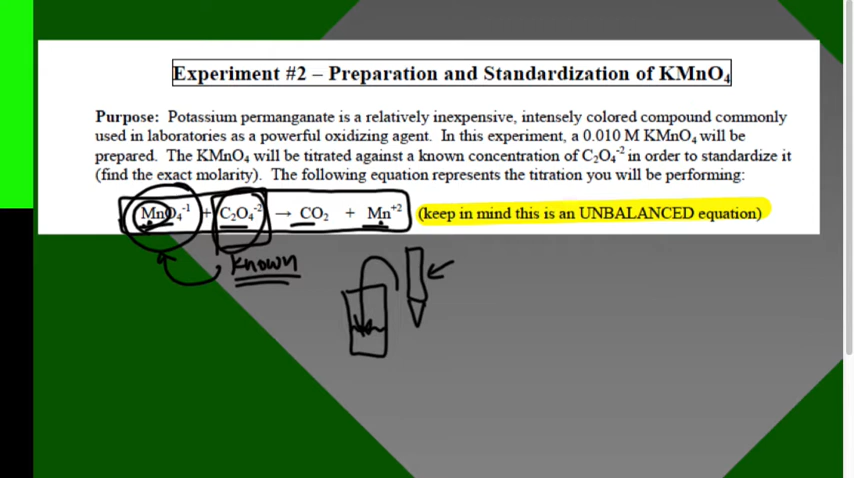 Experiment #2 – Preparation and Standardization of KMnO₄
Purpose: Potassium permanganate is a relatively inexpensive, intensely colored compound commonly
used in laboratories as a powerful oxidizing agent. In this experiment, a 0.010 M KMnO₄ will be
prepared. The KMnO₄ will be titrated against a known concentration of C₂O₄⁻² in order to standardize it
(find the exact molarity). The following equation represents the titration you will be performing:
MnO₄⁻¹ + C₂O₄⁻² → CO₂ + Mn⁺² (keep in mind this is an UNBALANCED equation)
known